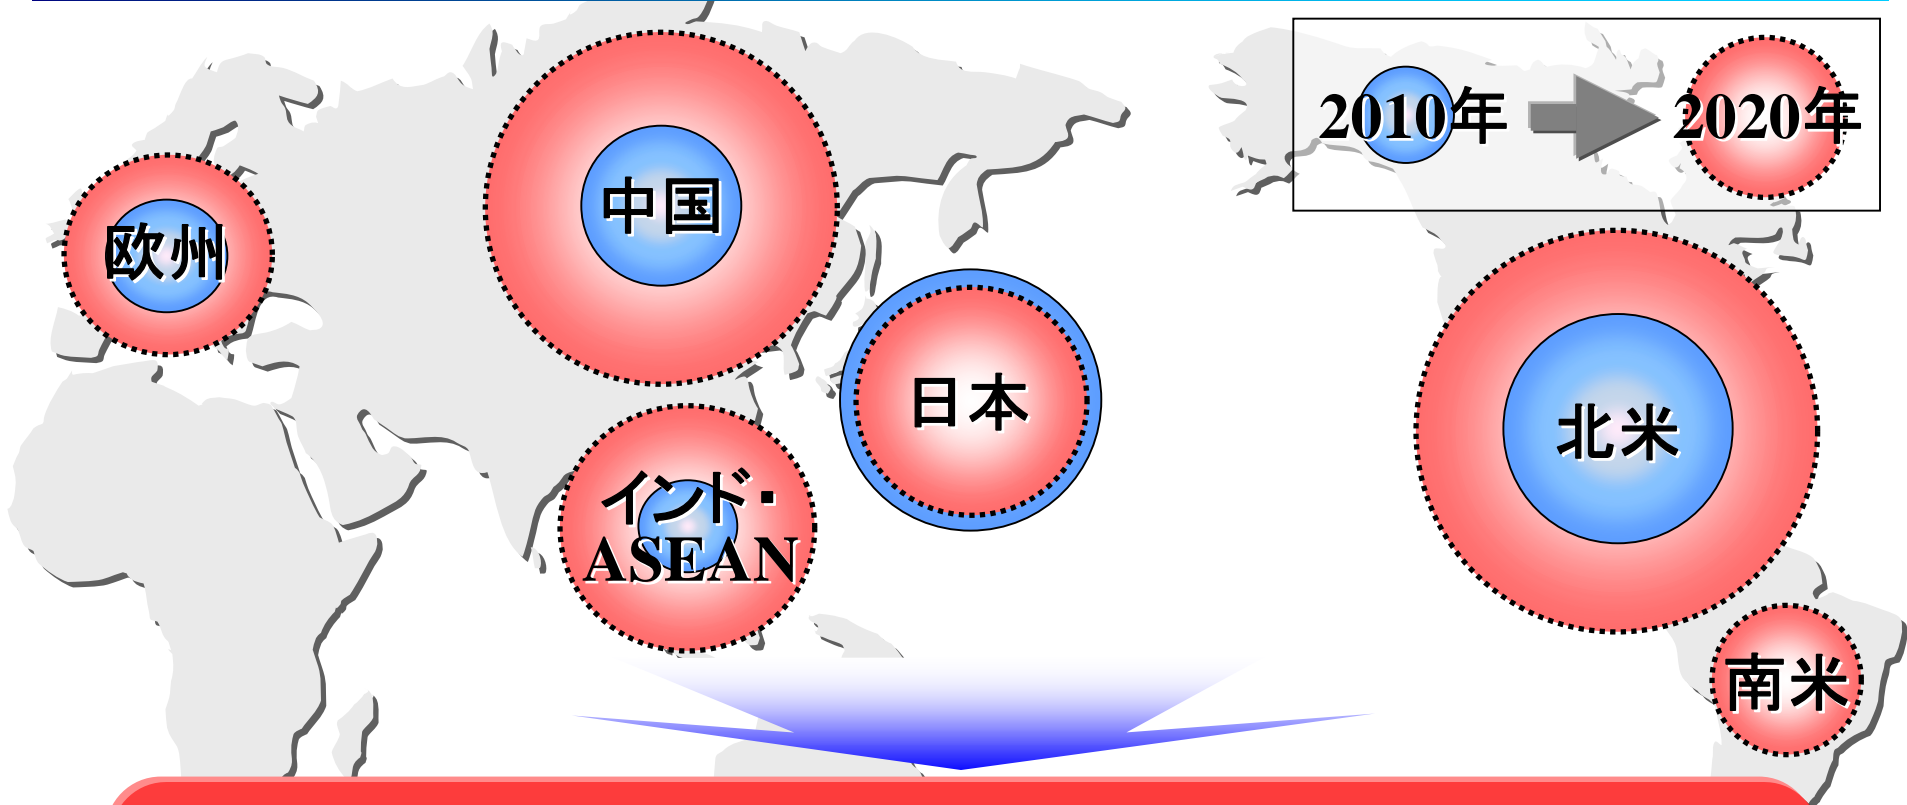 2010年
2020年
中国
欧州
日本
北米
インド・
ASEAN
南米